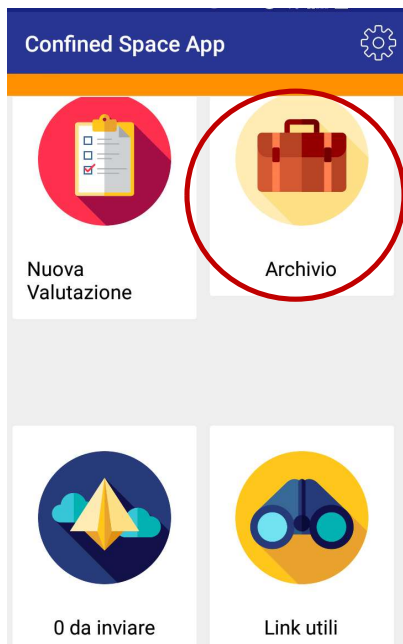 Confined Space App
Nuova
Valutazione
Archivio
0 da inviare
Link utili